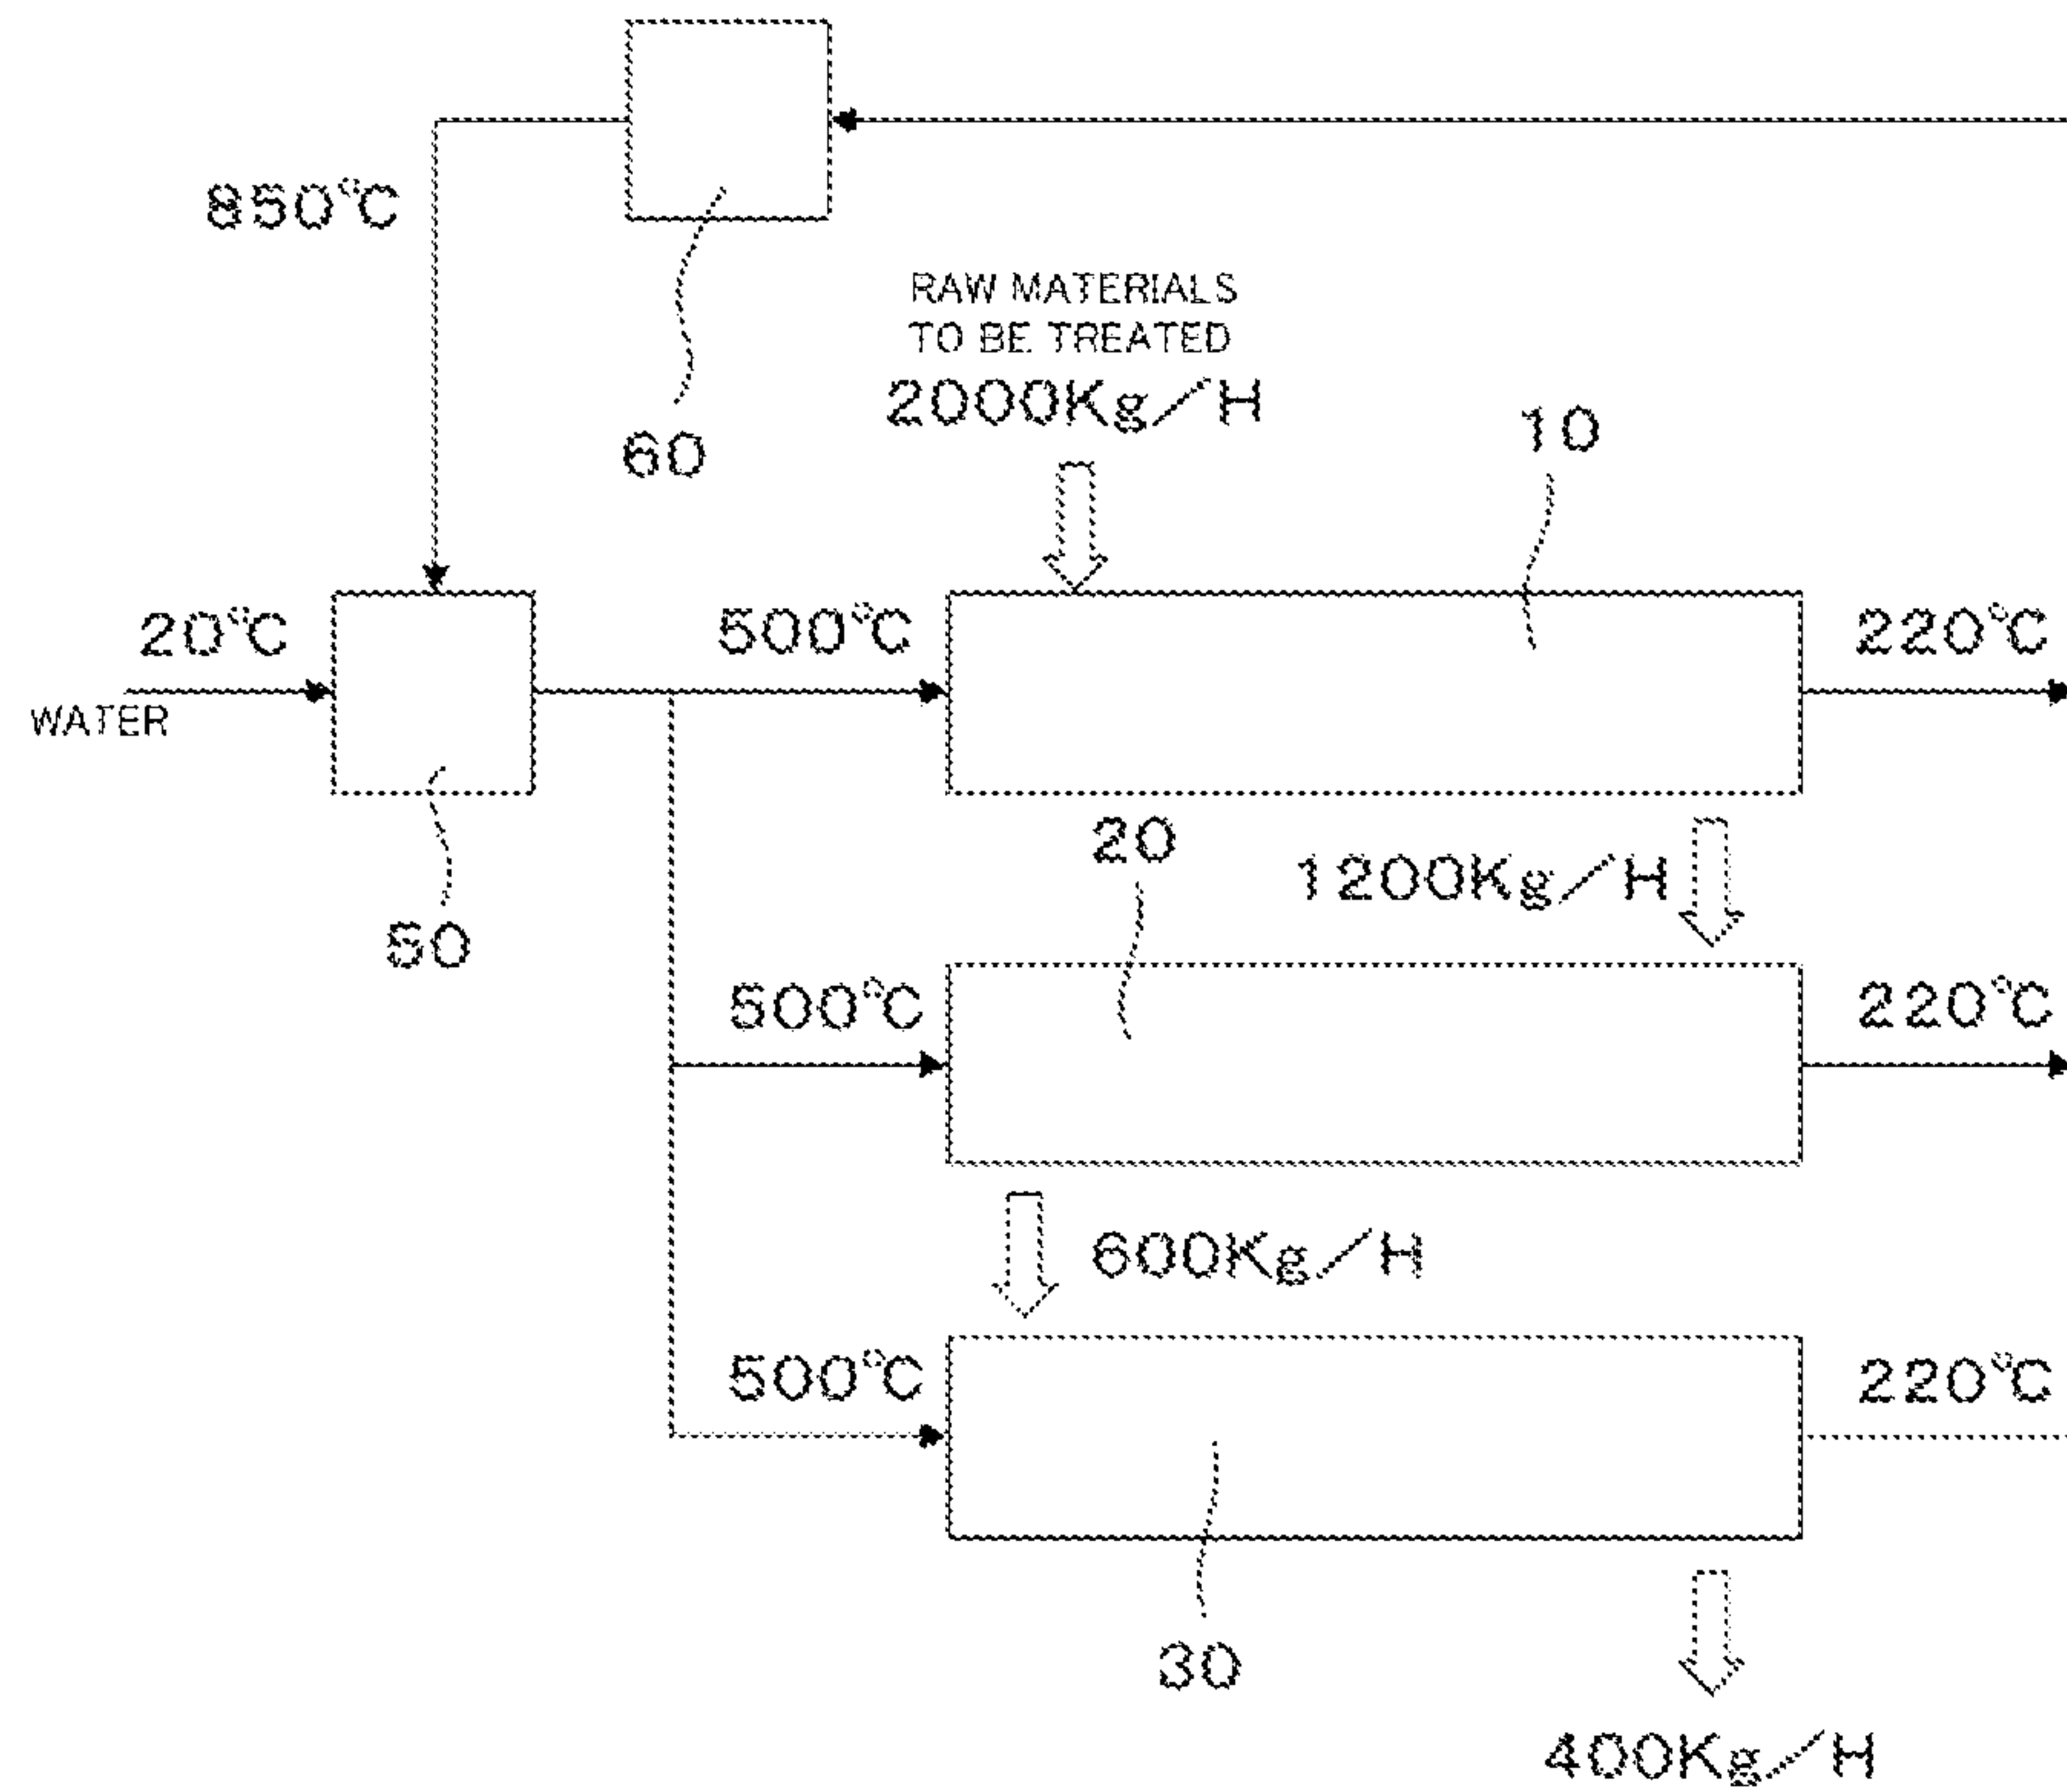 850℃
RAW MATERIALS
TO BE TREATED
2000Kg／H
60
10
20℃
500℃
220℃
WATER
20
1200Kg／H
50
500℃
220℃
600Kg／H
500℃
220℃
30
400Kg／H